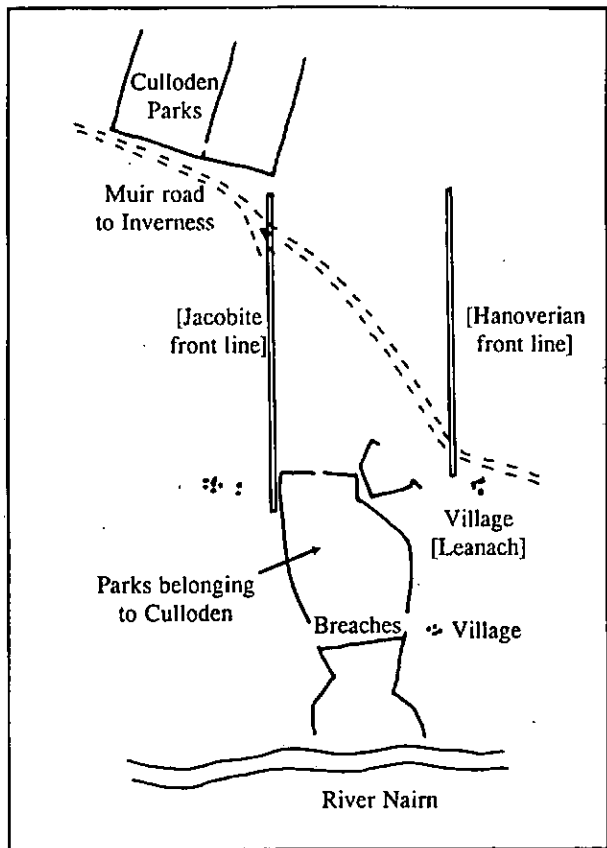 Culloden
Parks
Muir road
to Inverness
[Jacobite
front line]
[Hanoverian
front line]
Village
[Leanach]
Parks belonging
to Culloden
Breaches
Village
River Nairn